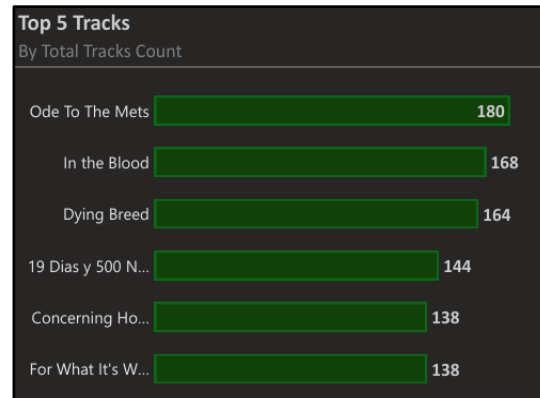 Top 5 Tracks
By Total Tracks Count
Ode To The Mets 180
In the Blood 168
Dying Breed 164
19 Dias y 500 N... 144
Concerning Ho... 138
For What It's W... 138